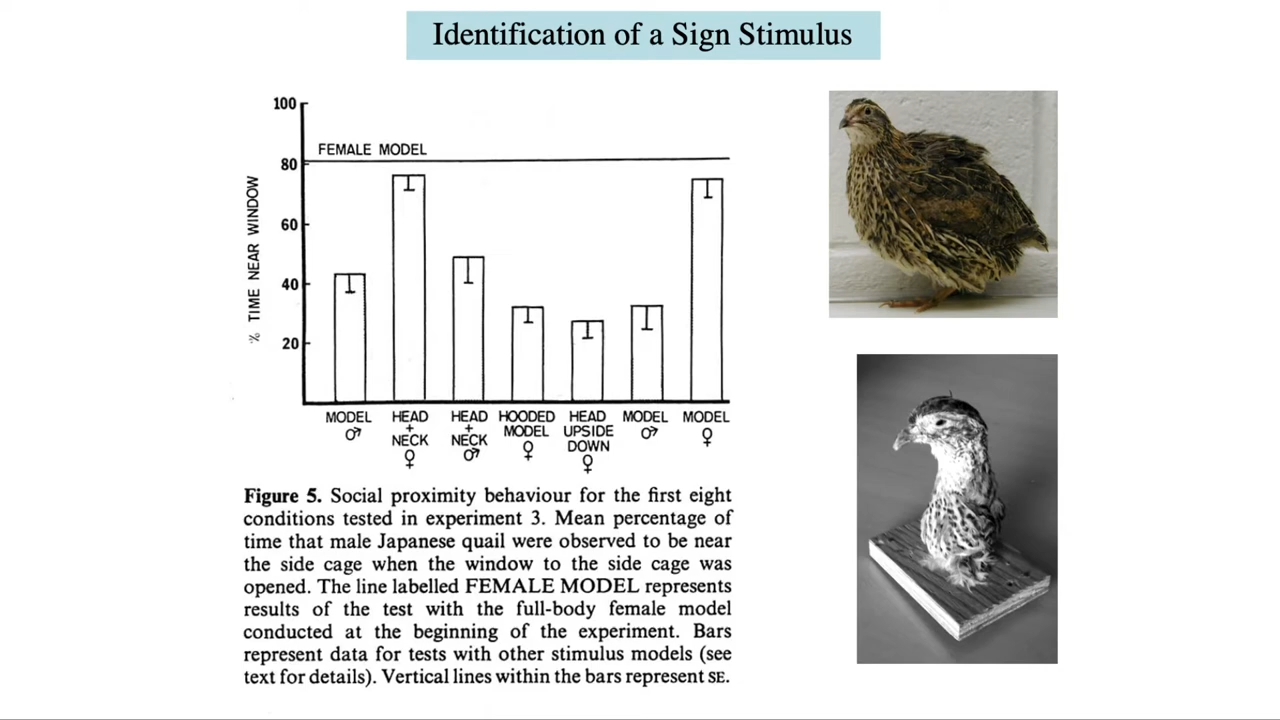 Identification of a Sign Stimulus
100
80
60
40
20
% TIME NEAR WINDOW
FEMALE MODEL
MODEL ♂
HEAD + NECK ♀
HEAD + NECK ♂
HOODED MODEL ♀
HEAD UPSIDE DOWN ♀
MODEL ♂
MODEL ♀
Figure 5. Social proximity behaviour for the first eight
conditions tested in experiment 3. Mean percentage of
time that male Japanese quail were observed to be near
the side cage when the window to the side cage was
opened. The line labelled FEMALE MODEL represents
results of the test with the full-body female model
conducted at the beginning of the experiment. Bars
represent data for tests with other stimulus models (see
text for details). Vertical lines within the bars represent SE.